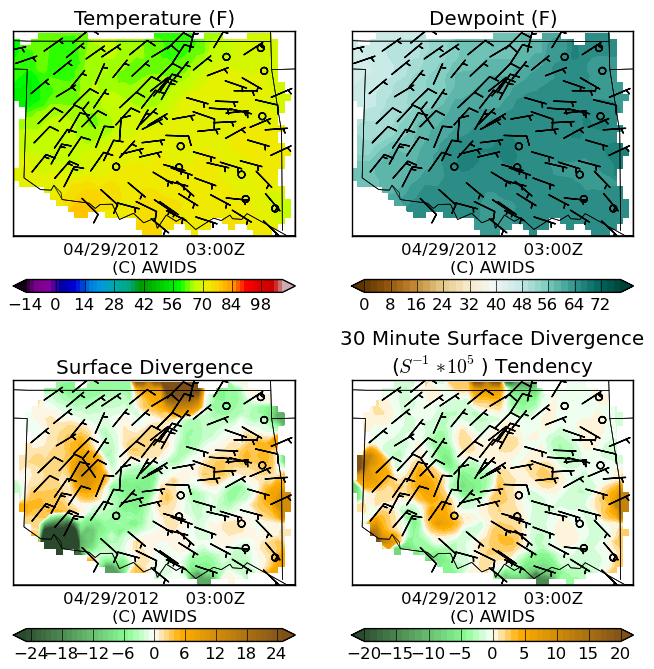 Temperature (F)
Dewpoint (F)
04/29/2012 03:00Z
(C) AWIDS
04/29/2012 03:00Z
(C) AWIDS
−14 0 14 28 42 56 70 84 98
0 8 16 24 32 40 48 56 64 72
Surface Divergence
30 Minute Surface Divergence
(S⁻¹ *10⁵ ) Tendency
04/29/2012 03:00Z
(C) AWIDS
04/29/2012 03:00Z
(C) AWIDS
−24 −18 −12 −6 0 6 12 18 24
−20 −15 −10 −5 0 5 10 15 20